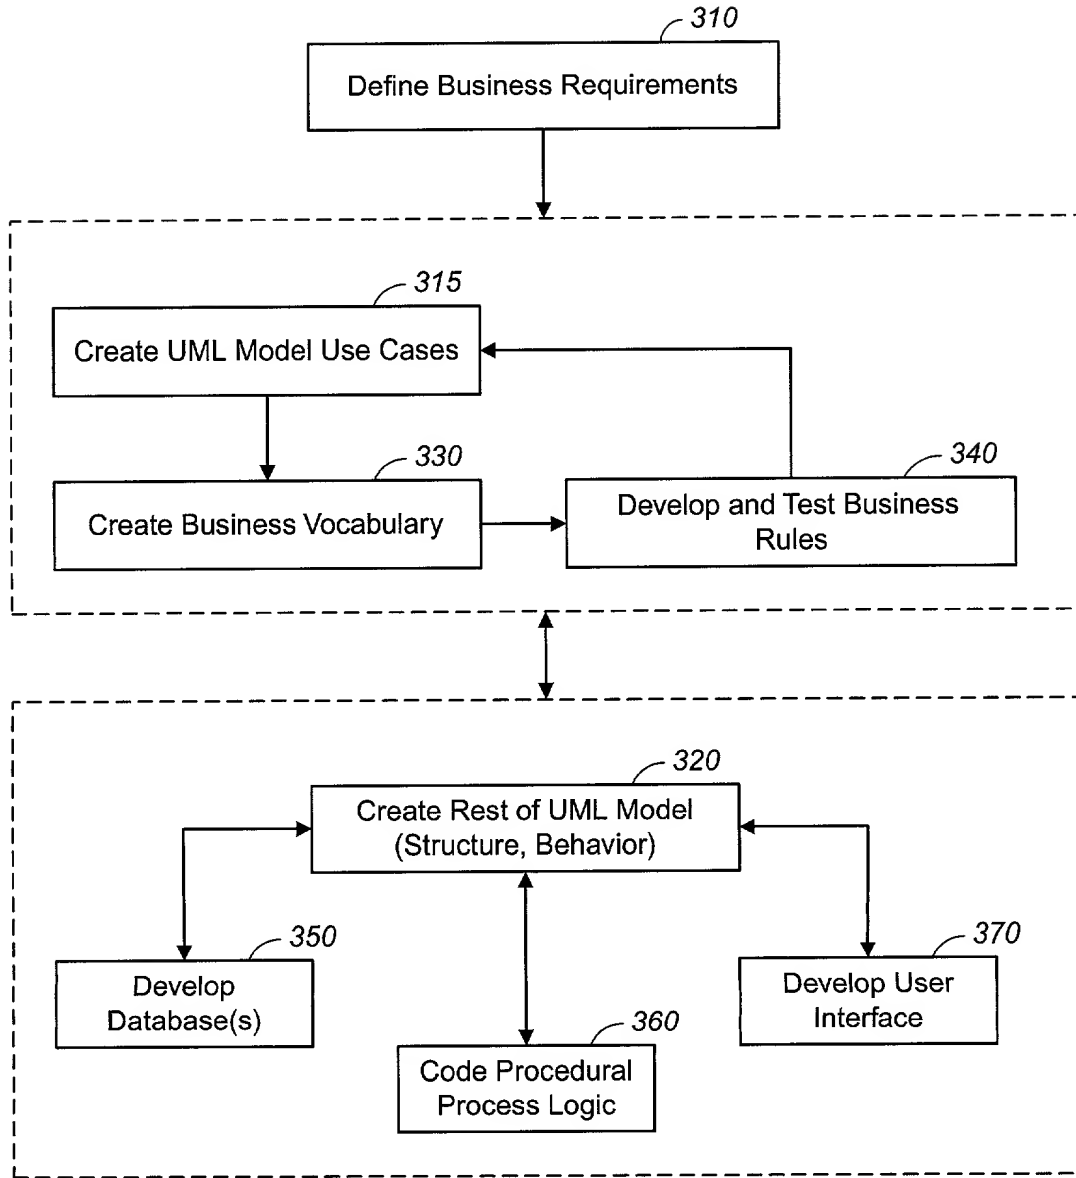 310
Define Business Requirements
315
Create UML Model Use Cases
330
Create Business Vocabulary
340
Develop and Test Business
Rules
320
Create Rest of UML Model
(Structure, Behavior)
350
Develop
Database(s)
360
Code Procedural
Process Logic
370
Develop User
Interface